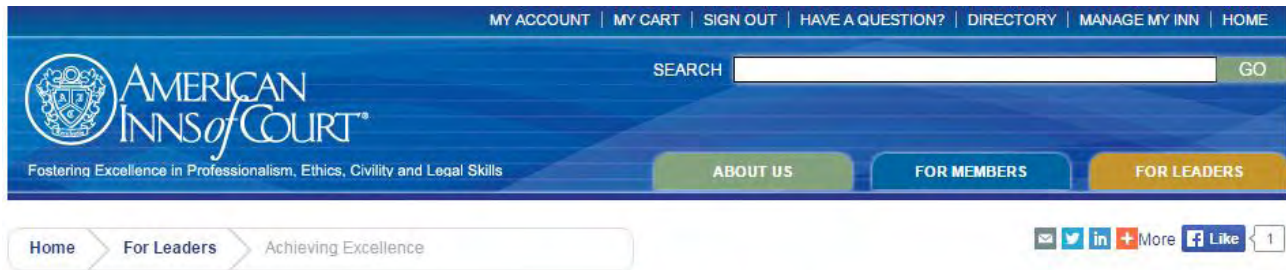 MY ACCOUNT | MY CART | SIGN OUT | HAVE A QUESTION? | DIRECTORY | MANAGE MY INN | HOME
SEARCH GO
AMERICAN
INNS of COURT®
Fostering Excellence in Professionalism, Ethics, Civility and Legal Skills
ABOUT US FOR MEMBERS FOR LEADERS
Home For Leaders Achieving Excellence
in More f Like 1